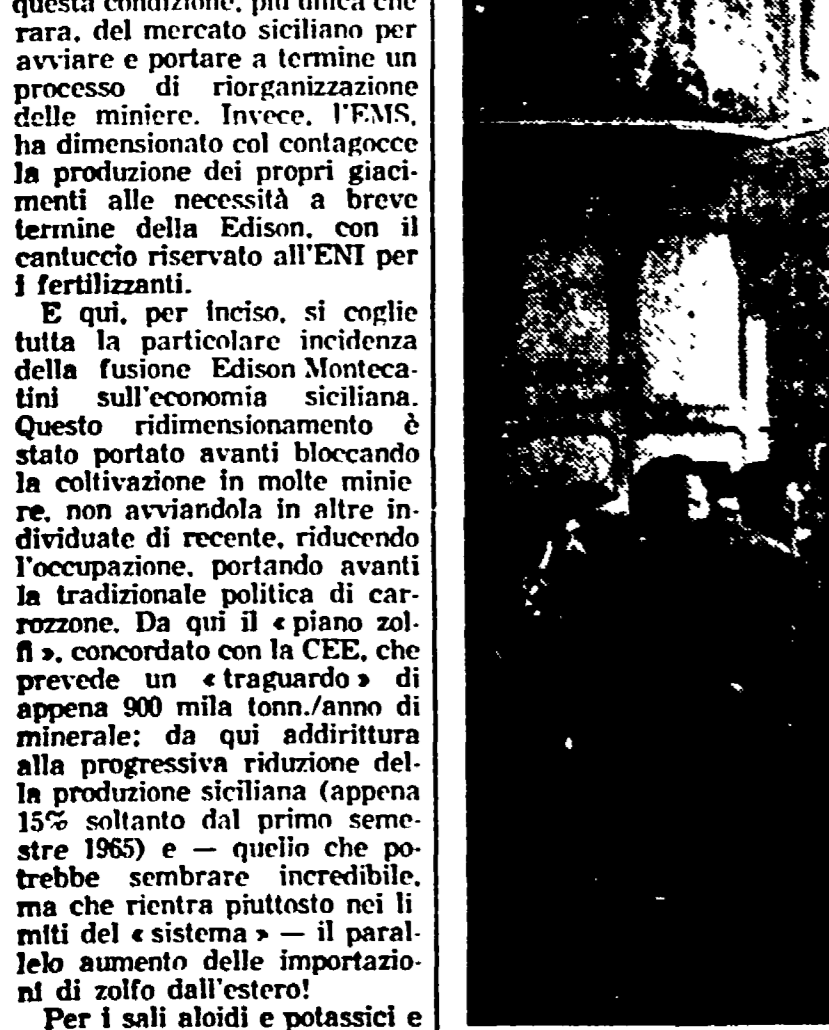 questa condizione, più unica che
rara, del mercato siciliano per
avviare e portare a termine un
processo di riorganizzazione
delle miniere. Invece, l'EMS,
ha dimensionato col contagocce
la produzione dei propri giaci-
menti alle necessità a breve
termine della Edison, con il
cantuccio riservato all'ENI per
i fertilizzanti.
E qui, per inciso, si coglie
tutta la particolare incidenza
della fusione Edison Monteca-
tini sull'economia siciliana.
Questo ridimensionamento è
stato portato avanti bloccando
la coltivazione in molte minie
re, non avviandola in altre in-
dividuate di recente, riducendo
l'occupazione, portando avanti
la tradizionale politica di car-
rozzone. Da qui il « piano zol-
fi », concordato con la CEE, che
prevede un « traguardo » di
appena 900 mila tonn./anno di
minerale; da qui addirittura
alla progressiva riduzione del-
la produzione siciliana (appena
15% soltanto dal primo seme-
stre 1965) e — quello che po-
trebbe sembrare incredibile,
ma che rientra piuttosto nei li
miti del « sistema » — il paral-
lelo aumento delle importazio-
ni di zolfo dall'estero!
Per i sali aloidi e potassici e